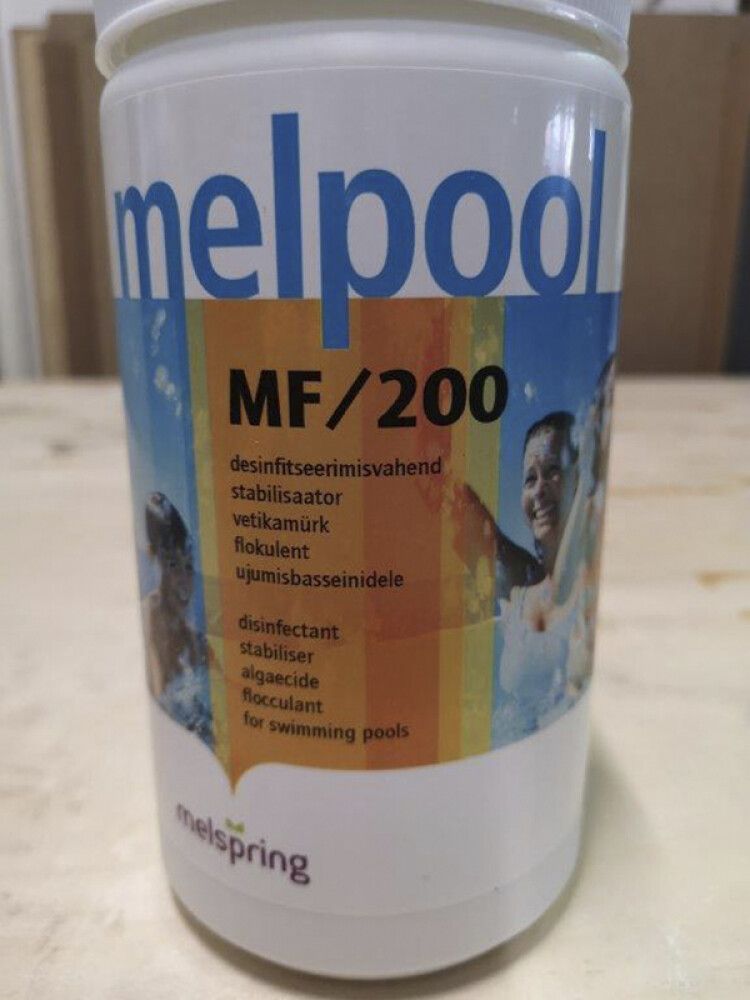 melpool
MF/200
desinfitseerimisvahend
stabilisaator
vetikamürk
flokulent
ujumisbasseinidele
disinfectant
stabiliser
algaecide
flocculant
for swimming pools
melspring